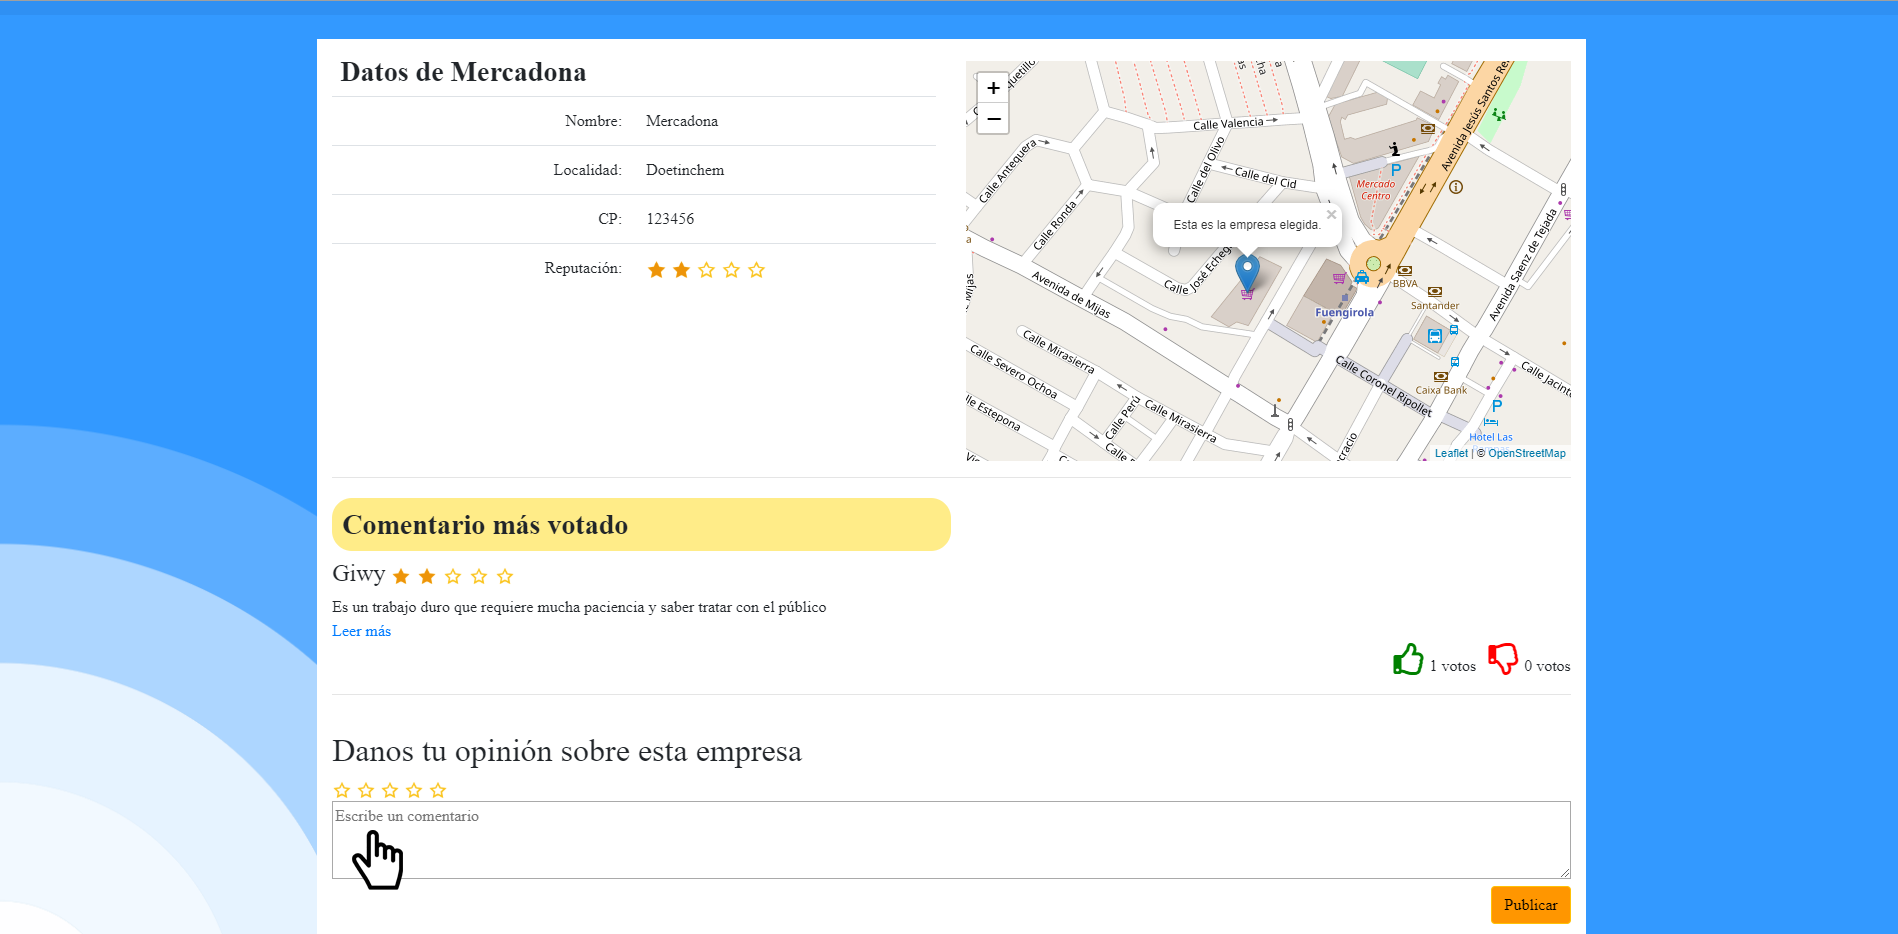 Datos de Mercadona
Nombre: Mercadona
Localidad: Doetinchem
CP: 123456
Reputación:
+
−
Calle Valencia
Calle Antequera
Calle del Olivo
Calle del Cid
Calle Ronda
Avenida Jesús Santos Re
Mercado
Centro
Esta es la empresa elegida.
×
Calle José Echeg
Avenida de Mijas
Mijas
Avenida Saenz de Tejada
BBVA
Santander
Fuengirola
Calle Mirasierra
Calle Severo Ochoa
lle Estepona
Calle Perú
Calle Mirasierra
Calle Coronel Ripollet
Caixa Bank
Calle Jacint
P
P
Hotel Las
Leaflet | © OpenStreetMap
Comentario más votado
Giwy
Es un trabajo duro que requiere mucha paciencia y saber tratar con el público
Leer más
1 votos 0 votos
Danos tu opinión sobre esta empresa
Escribe un comentario
Publicar